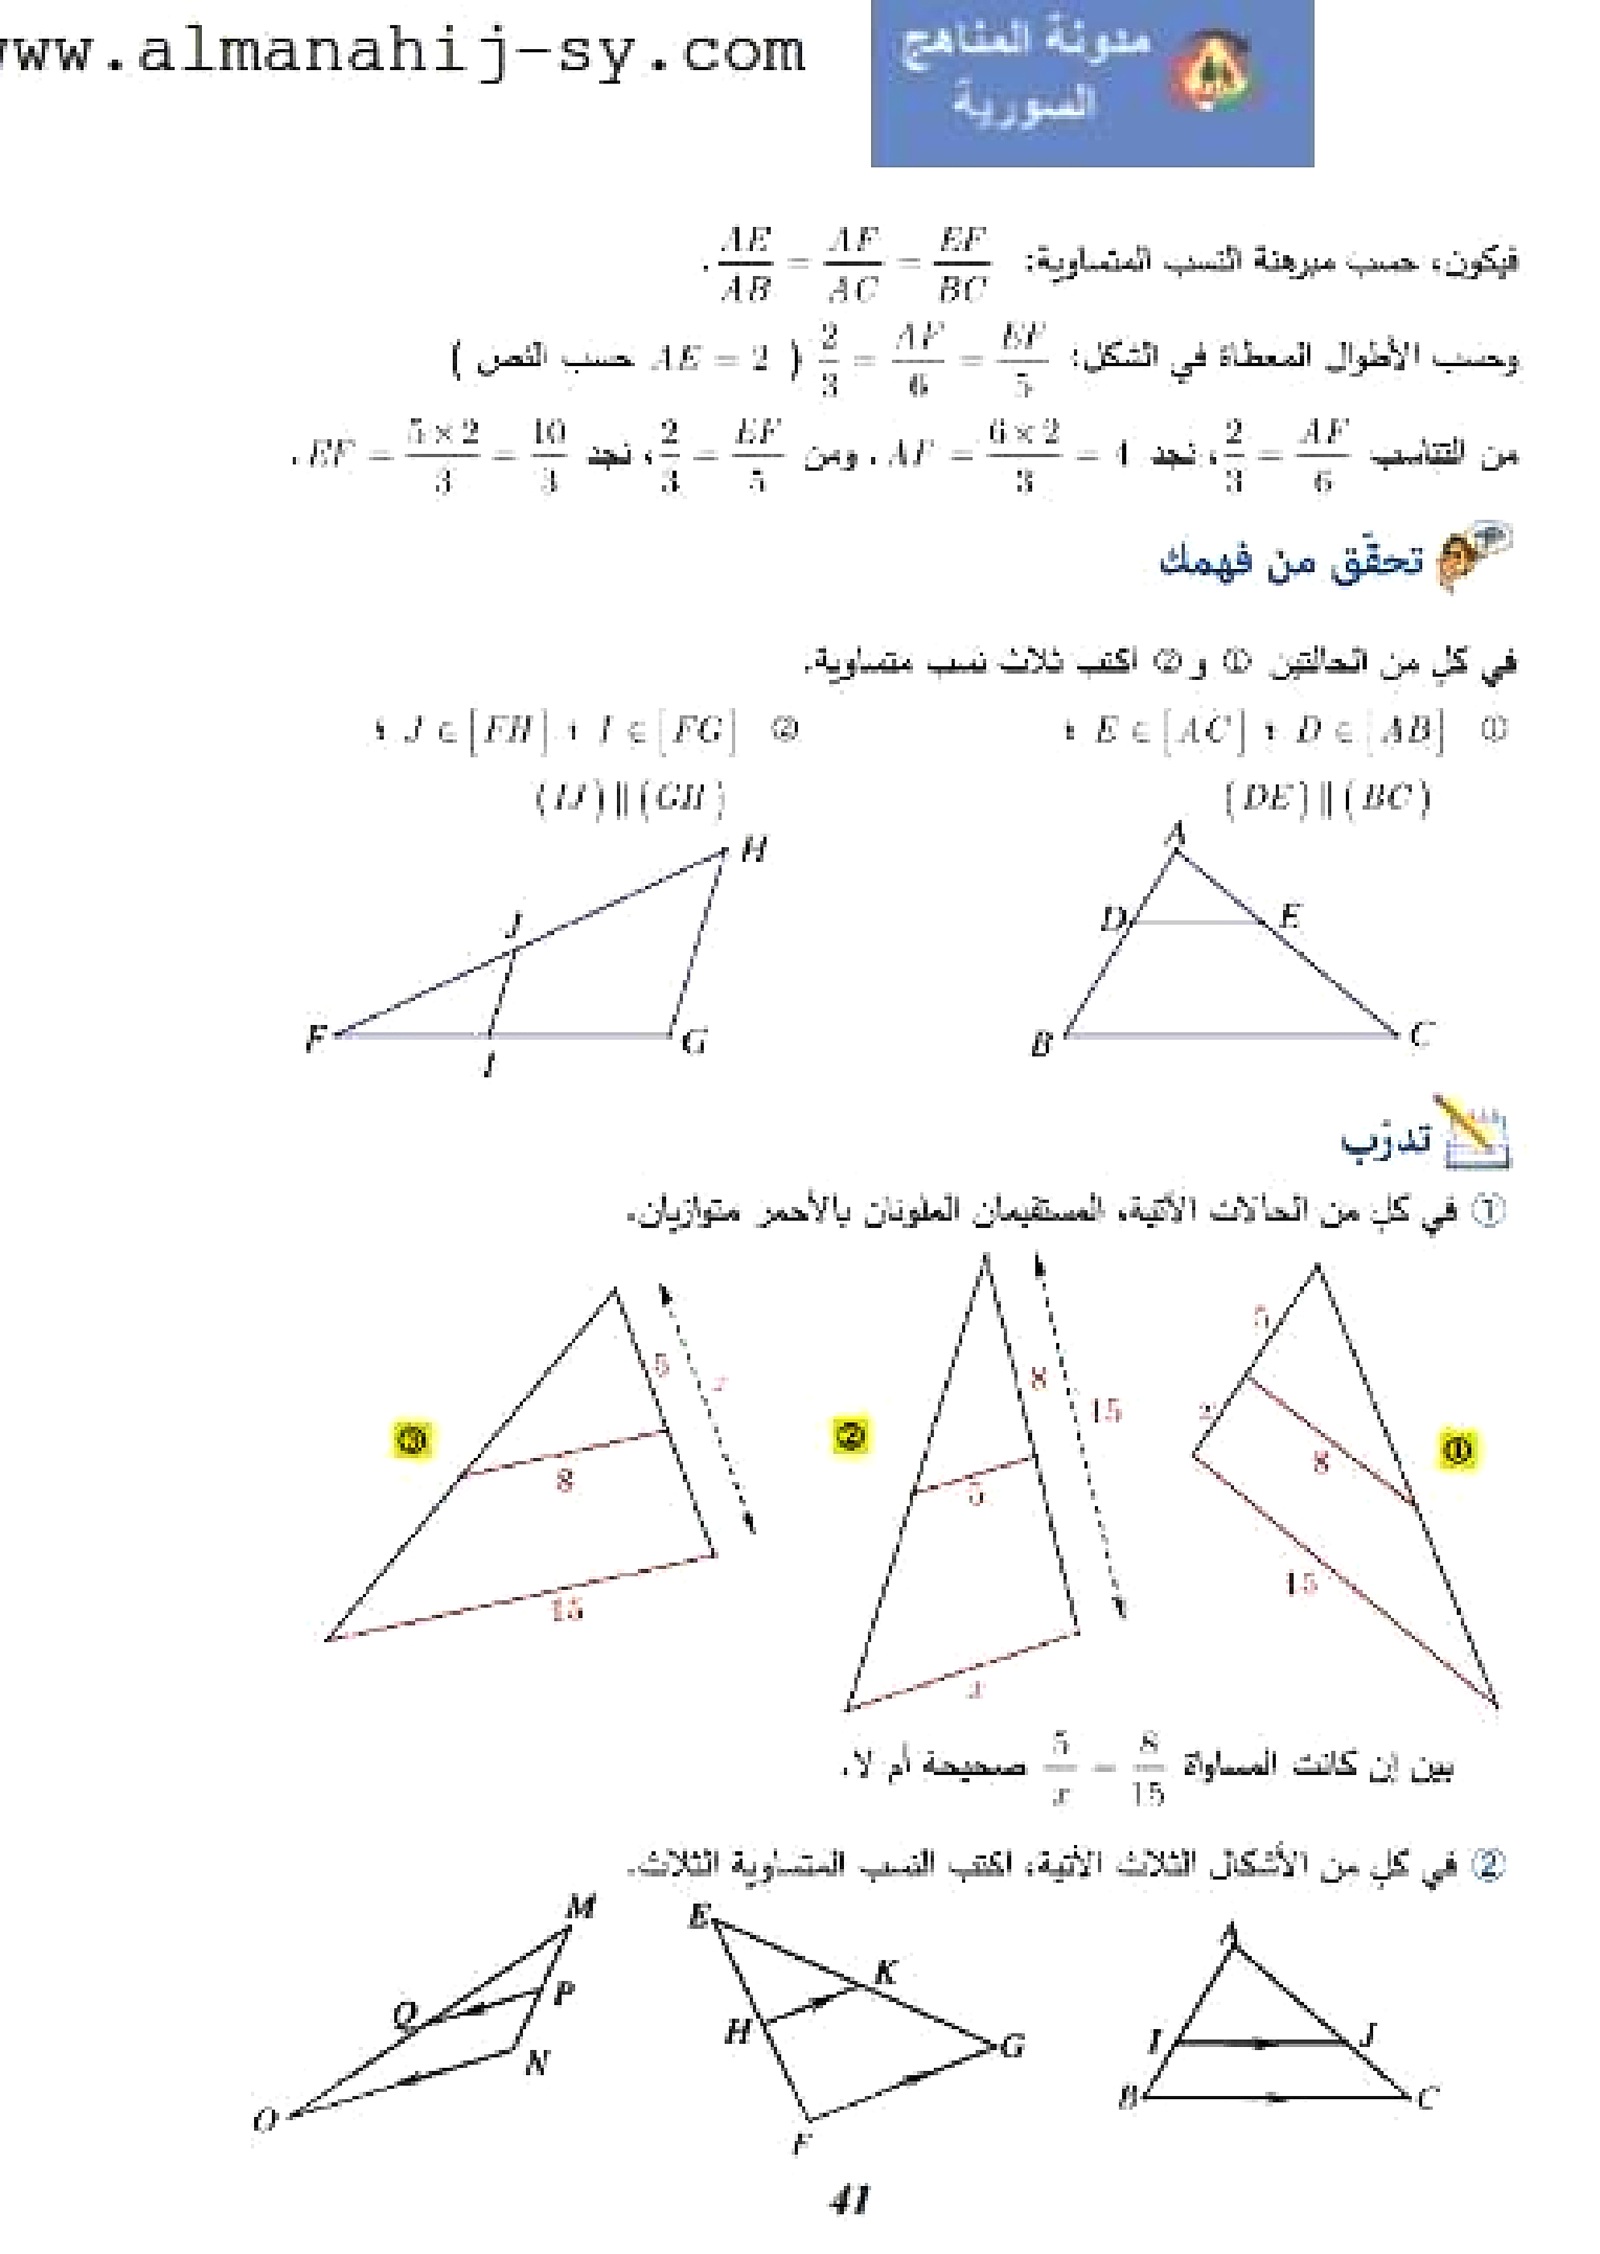 www.almanahij-sy.com
مدونة المناهج
السورية
فيكون، حسب مبرهنة النسب المتساوية: AE/AB = AF/AC = EF/BC .
وحسب الأطوال المعطاة في الشكل: 2/3 = AF/6 = EF/5 ( AE = 2 حسب النص )
من التناسب 2/3 = AF/6 ، نجد AF = 6 × 2/3 = 4 . ومن 2/3 = EF/5 ، نجد EF = 5 × 2/3 = 10/3 .
تحقّق من فهمك
في كلٍ من الحالتين ① و ② اكتب ثلاث نسب متساوية.
① D ∈ [AB] ، E ∈ [AC] ،
(DE) ∥ (BC)
② I ∈ [FG] ، J ∈ [FH] ،
(IJ) ∥ (GH)
A
D E
B C
H
J
F I G
تدرّب
① في كلٍ من الحالات الآتية، المستقيمان الملونان بالأحمر متوازيان.
①
5
x
8
15
②
8
15
5
x
③
5
x
8
15
بين إن كانت المساواة 5/x = 8/15 صحيحة أم لا.
② في كلٍ من الأشكال الثلاث الآتية، اكتب النسب المتساوية الثلاث.
A
I J
B C
E
K
H G
F
M
Q P
N
O
41